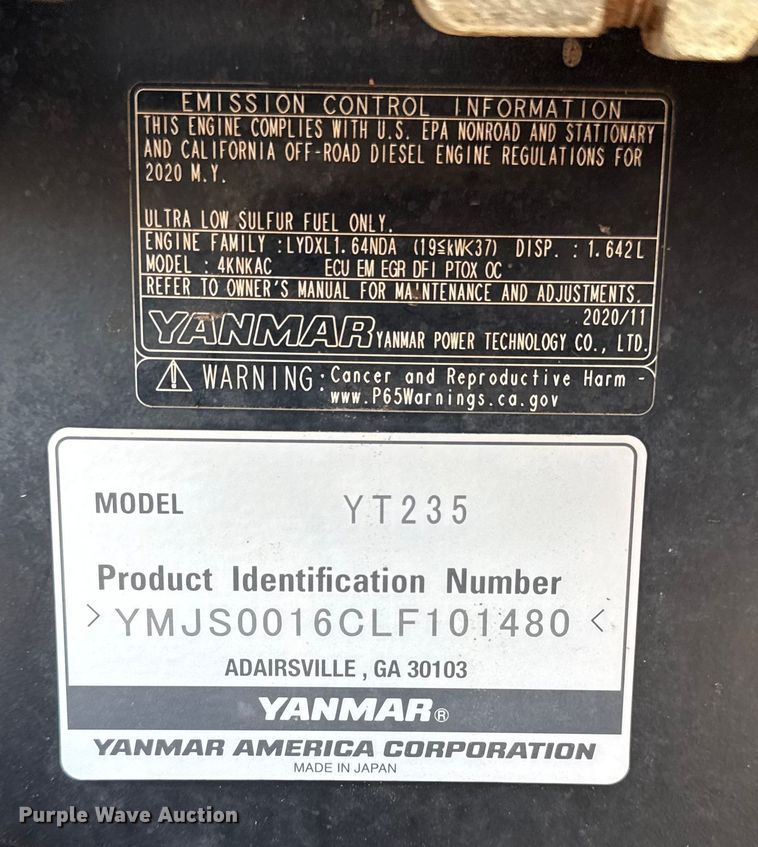 EMISSION CONTROL INFORMATION
THIS ENGINE COMPLIES WITH U.S. EPA NONROAD AND STATIONARY
AND CALIFORNIA OFF-ROAD DIESEL ENGINE REGULATIONS FOR
2020 M.Y.
ULTRA LOW SULFUR FUEL ONLY.
ENGINE FAMILY : LYDXL1.64NDA (19≤kW<37) DISP. : 1.642L
MODEL : 4KNKAC ECU EM EGR DFI PTOX OC
REFER TO OWNER'S MANUAL FOR MAINTENANCE AND ADJUSTMENTS.
2020/11
YANMAR YANMAR POWER TECHNOLOGY CO., LTD.
WARNING: Cancer and Reproductive Harm -
www.P65Warnings.ca.gov
MODEL YT235
Product Identification Number
> YMJS0016CLF101480 <
ADAIRSVILLE, GA 30103
YANMAR®
YANMAR AMERICA CORPORATION
MADE IN JAPAN
Purple Wave Auction